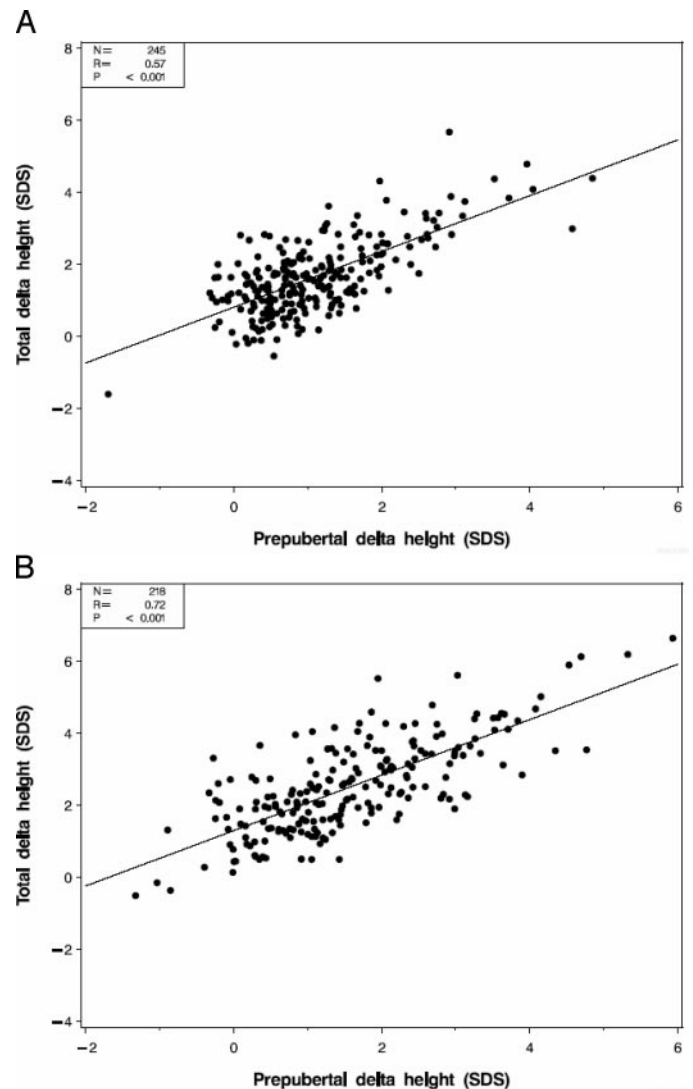 A
N= 245
R= 0.57
P < 0.001
8
6
4
2
0
−2
−4
Total delta height (SDS)
−2 0 2 4 6
Prepubertal delta height (SDS)
B
N= 218
R= 0.72
P < 0.001
8
6
4
2
0
−2
−4
Total delta height (SDS)
−2 0 2 4 6
Prepubertal delta height (SDS)